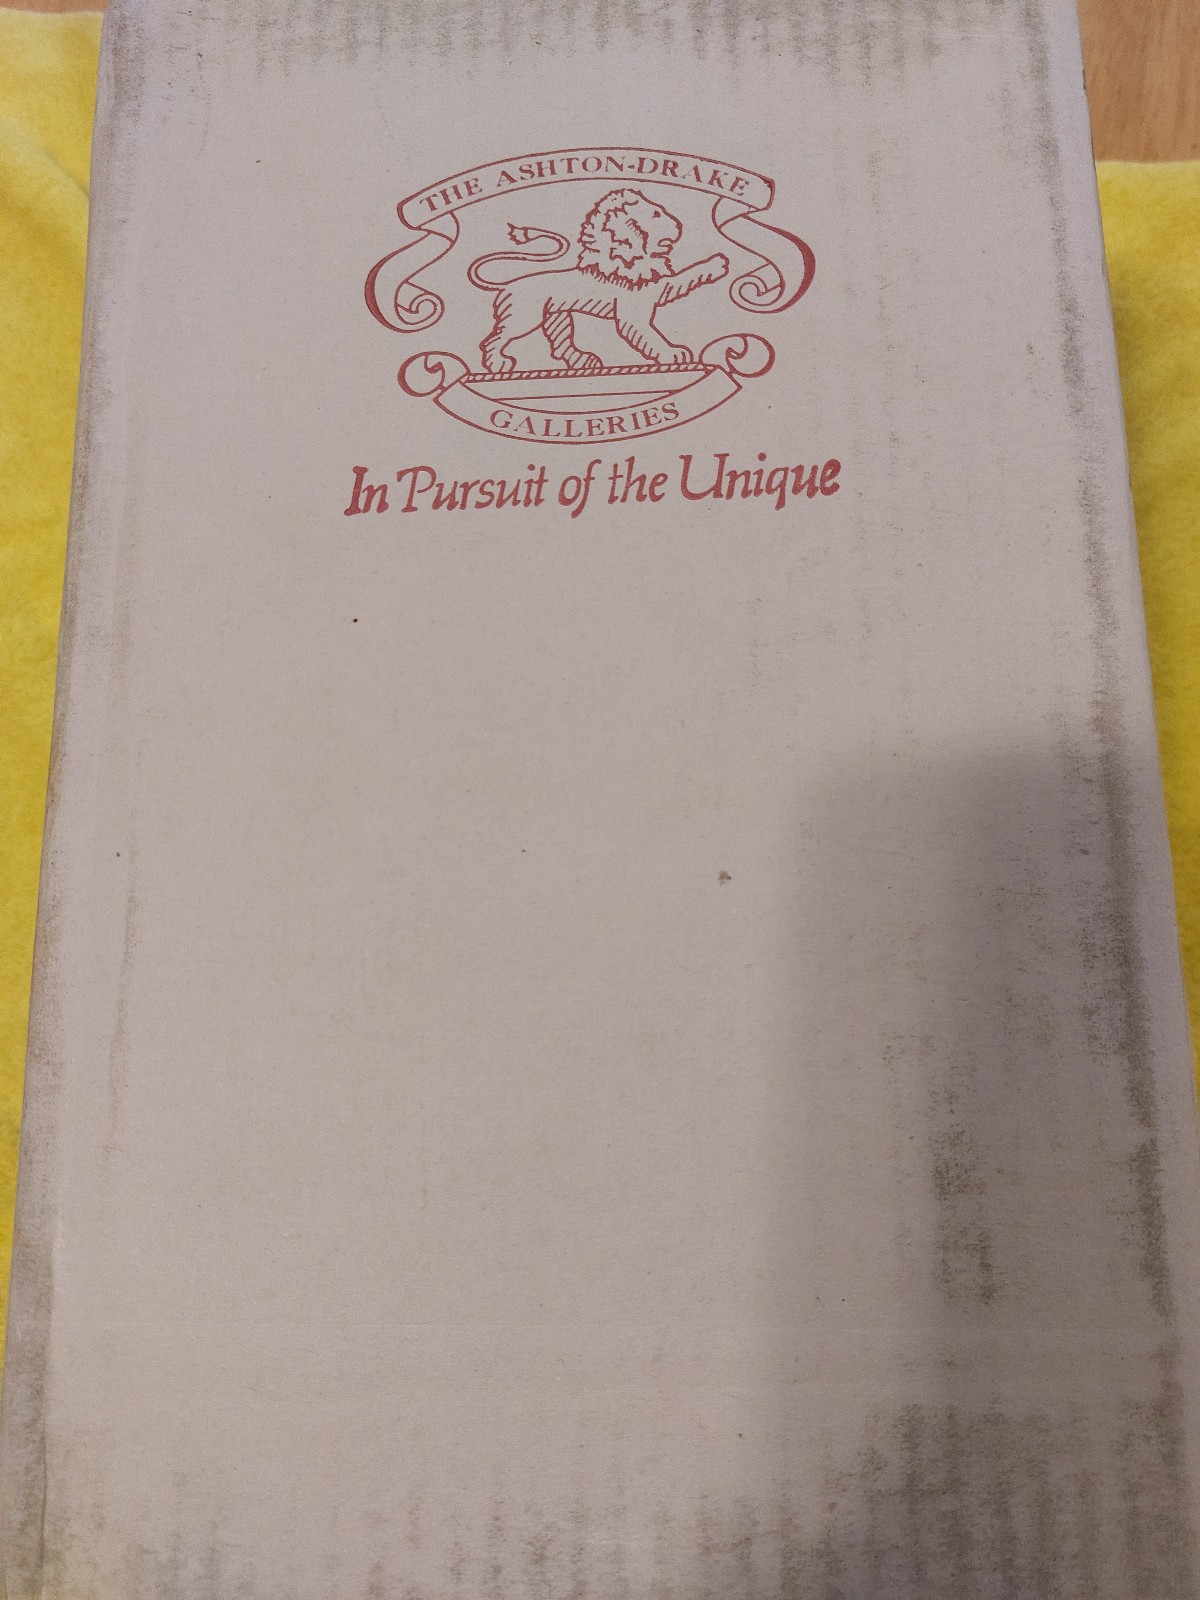 THE ASHTON-DRAKE
GALLERIES
In Pursuit of the Unique